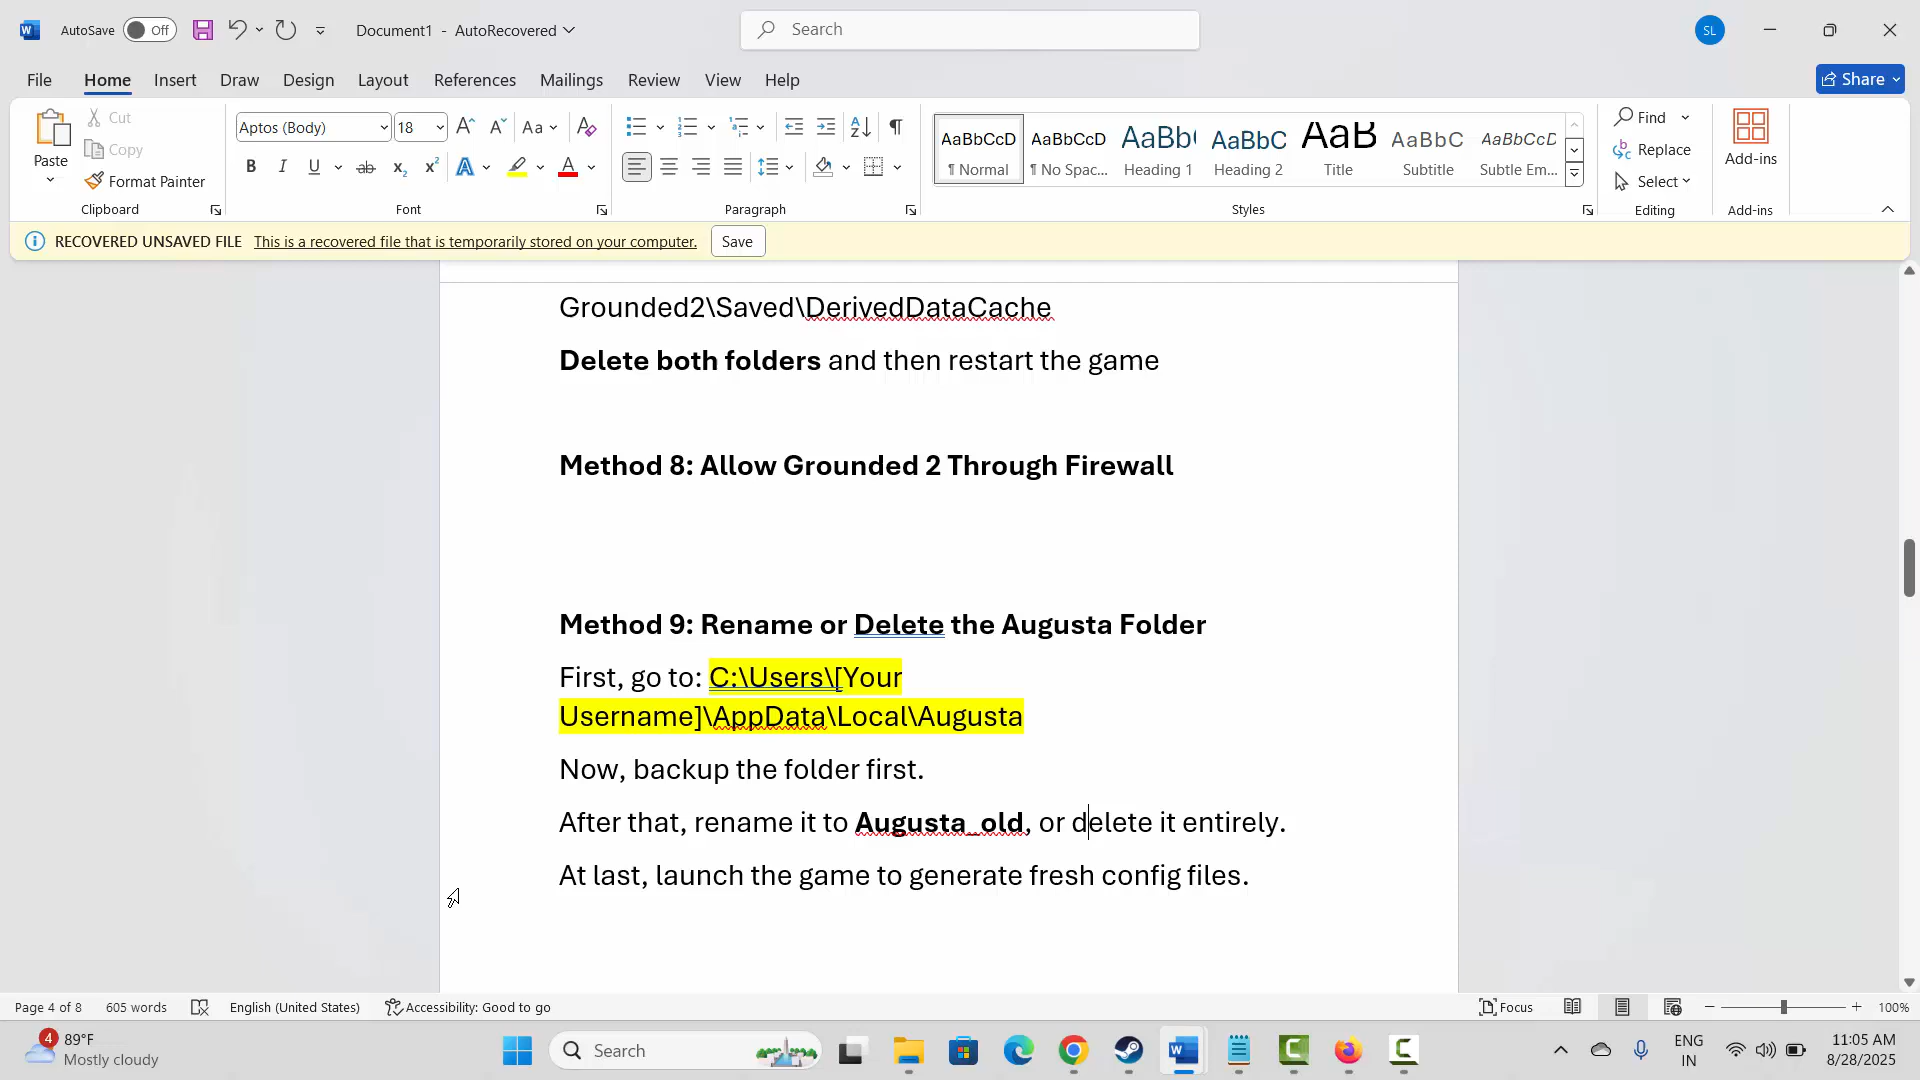 AutoSave Off Document1 - AutoRecovered Search SL
File Home Insert Draw Design Layout References Mailings Review View Help Share
Paste Cut Copy Format Painter
Aptos (Body) 18
AaBbCcD ¶ Normal
AaBbCcD ¶ No Spac...
AaBb( Heading 1
AaBbC Heading 2
AaB Title
AaBbC Subtitle
AaBbCcD Subtle Em...
Find Replace Select
Add-ins
Clipboard Font Paragraph Styles Editing Add-ins
RECOVERED UNSAVED FILE This is a recovered file that is temporarily stored on your computer. Save
Grounded2\Saved\DerivedDataCache
Delete both folders and then restart the game
Method 8: Allow Grounded 2 Through Firewall
Method 9: Rename or Delete the Augusta Folder
First, go to: C:\Users\[Your
Username]\AppData\Local\Augusta
Now, backup the folder first.
After that, rename it to Augusta_old, or delete it entirely.
At last, launch the game to generate fresh config files.
Page 4 of 8 605 words English (United States) Accessibility: Good to go Focus 100%
4 89°F
Mostly cloudy
Search
ENG
IN
11:05 AM
8/28/2025